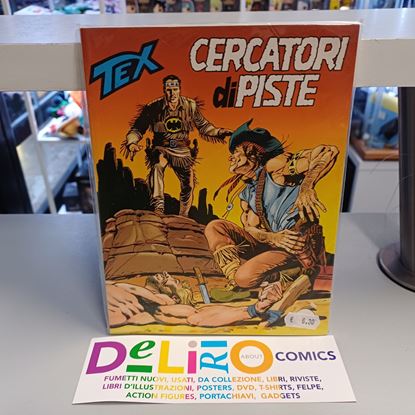 TEX
CERCATORI
di PISTE
DeLiRiO ABOUT COMICS
FUMETTI NUOVI, USATI, DA COLLEZIONE, LIBRI, RIVISTE,
LIBRI D'ILLUSTRAZIONI, POSTERS, DVD, T-SHIRTS, FELPE,
ACTION FIGURES, PORTACHIAVI, GADGETS